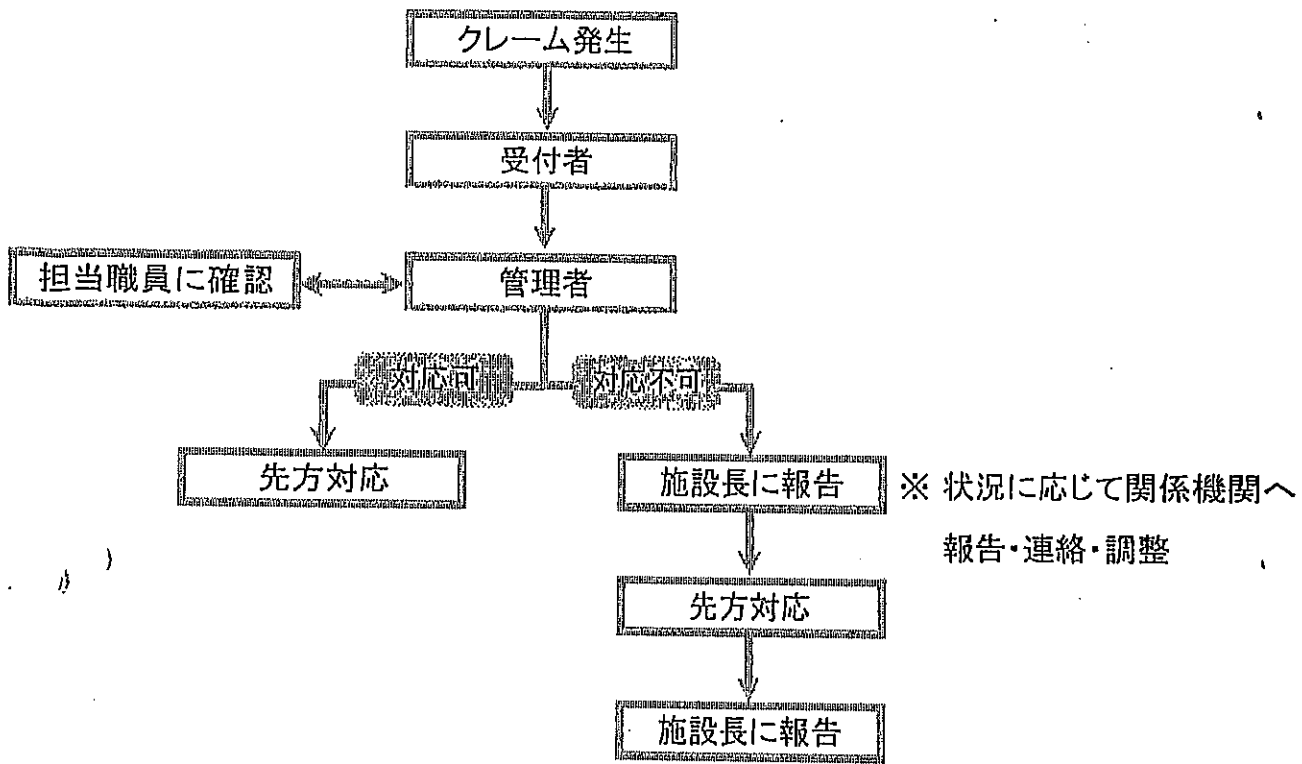 クレーム発生
受付者
担当職員に確認
管理者
対応可
対応不可
先方対応
施設長に報告
※ 状況に応じて関係機関へ
報告・連絡・調整
先方対応
施設長に報告